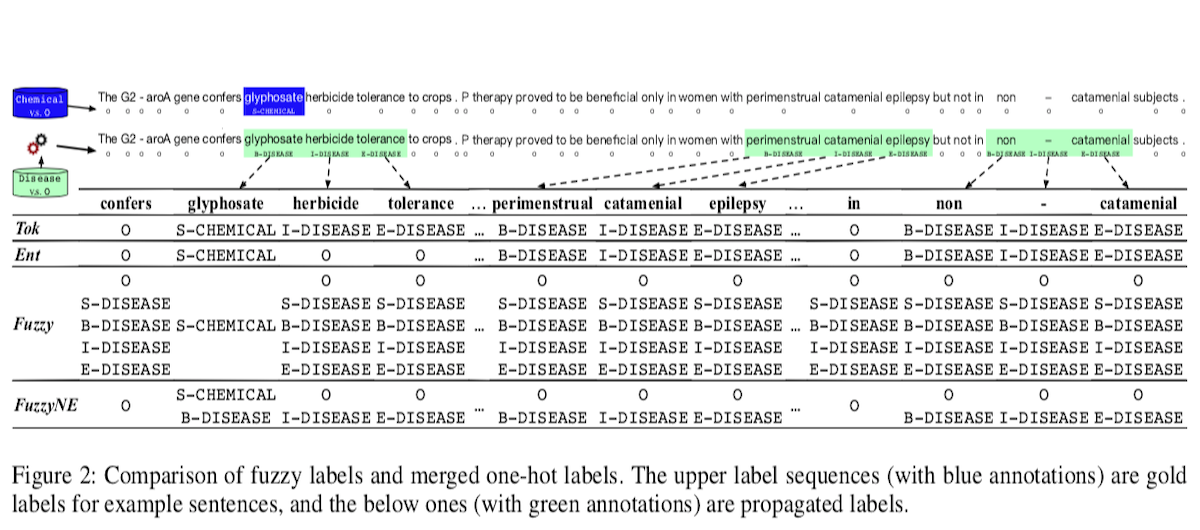 Chemical
v.s. O
The G2 - aroA gene confers glyphosate herbicide tolerance to crops . P therapy proved to be beneficial only in women with perimenstrual catamenial epilepsy but not in non - catamenial subjects .
O O O O O O S-CHEMICAL O O O O O O O O O O O O O O O O O O O O O O O O O
The G2 - aroA gene confers glyphosate herbicide tolerance to crops . P therapy proved to be beneficial only in women with perimenstrual catamenial epilepsy but not in non - catamenial subjects .
O O O O O O B-DISEASE I-DISEASE E-DISEASE O O O O O O O O O O O O O B-DISEASE I-DISEASE E-DISEASE O O O B-DISEASE I-DISEASE E-DISEASE O O
Disease
v.s. O
confers glyphosate herbicide tolerance ... perimenstrual catamenial epilepsy ... in non - catamenial
Tok O S-CHEMICAL I-DISEASE E-DISEASE ... B-DISEASE I-DISEASE E-DISEASE ... O B-DISEASE I-DISEASE E-DISEASE
Ent O S-CHEMICAL O O ... B-DISEASE I-DISEASE E-DISEASE ... O B-DISEASE I-DISEASE E-DISEASE
O O O O O O O O O O
S-DISEASE S-DISEASE S-DISEASE S-DISEASE S-DISEASE S-DISEASE S-DISEASE S-DISEASE S-DISEASE S-DISEASE
Fuzzy B-DISEASE S-CHEMICAL B-DISEASE B-DISEASE ... B-DISEASE B-DISEASE B-DISEASE ... B-DISEASE B-DISEASE B-DISEASE B-DISEASE
I-DISEASE I-DISEASE I-DISEASE I-DISEASE I-DISEASE I-DISEASE I-DISEASE I-DISEASE I-DISEASE I-DISEASE
E-DISEASE E-DISEASE E-DISEASE E-DISEASE E-DISEASE E-DISEASE E-DISEASE E-DISEASE E-DISEASE E-DISEASE
S-CHEMICAL O O O O O O O O
FuzzyNE O ... ... O
B-DISEASE I-DISEASE E-DISEASE B-DISEASE I-DISEASE E-DISEASE B-DISEASE I-DISEASE E-DISEASE
Figure 2: Comparison of fuzzy labels and merged one-hot labels. The upper label sequences (with blue annotations) are gold
labels for example sentences, and the below ones (with green annotations) are propagated labels.